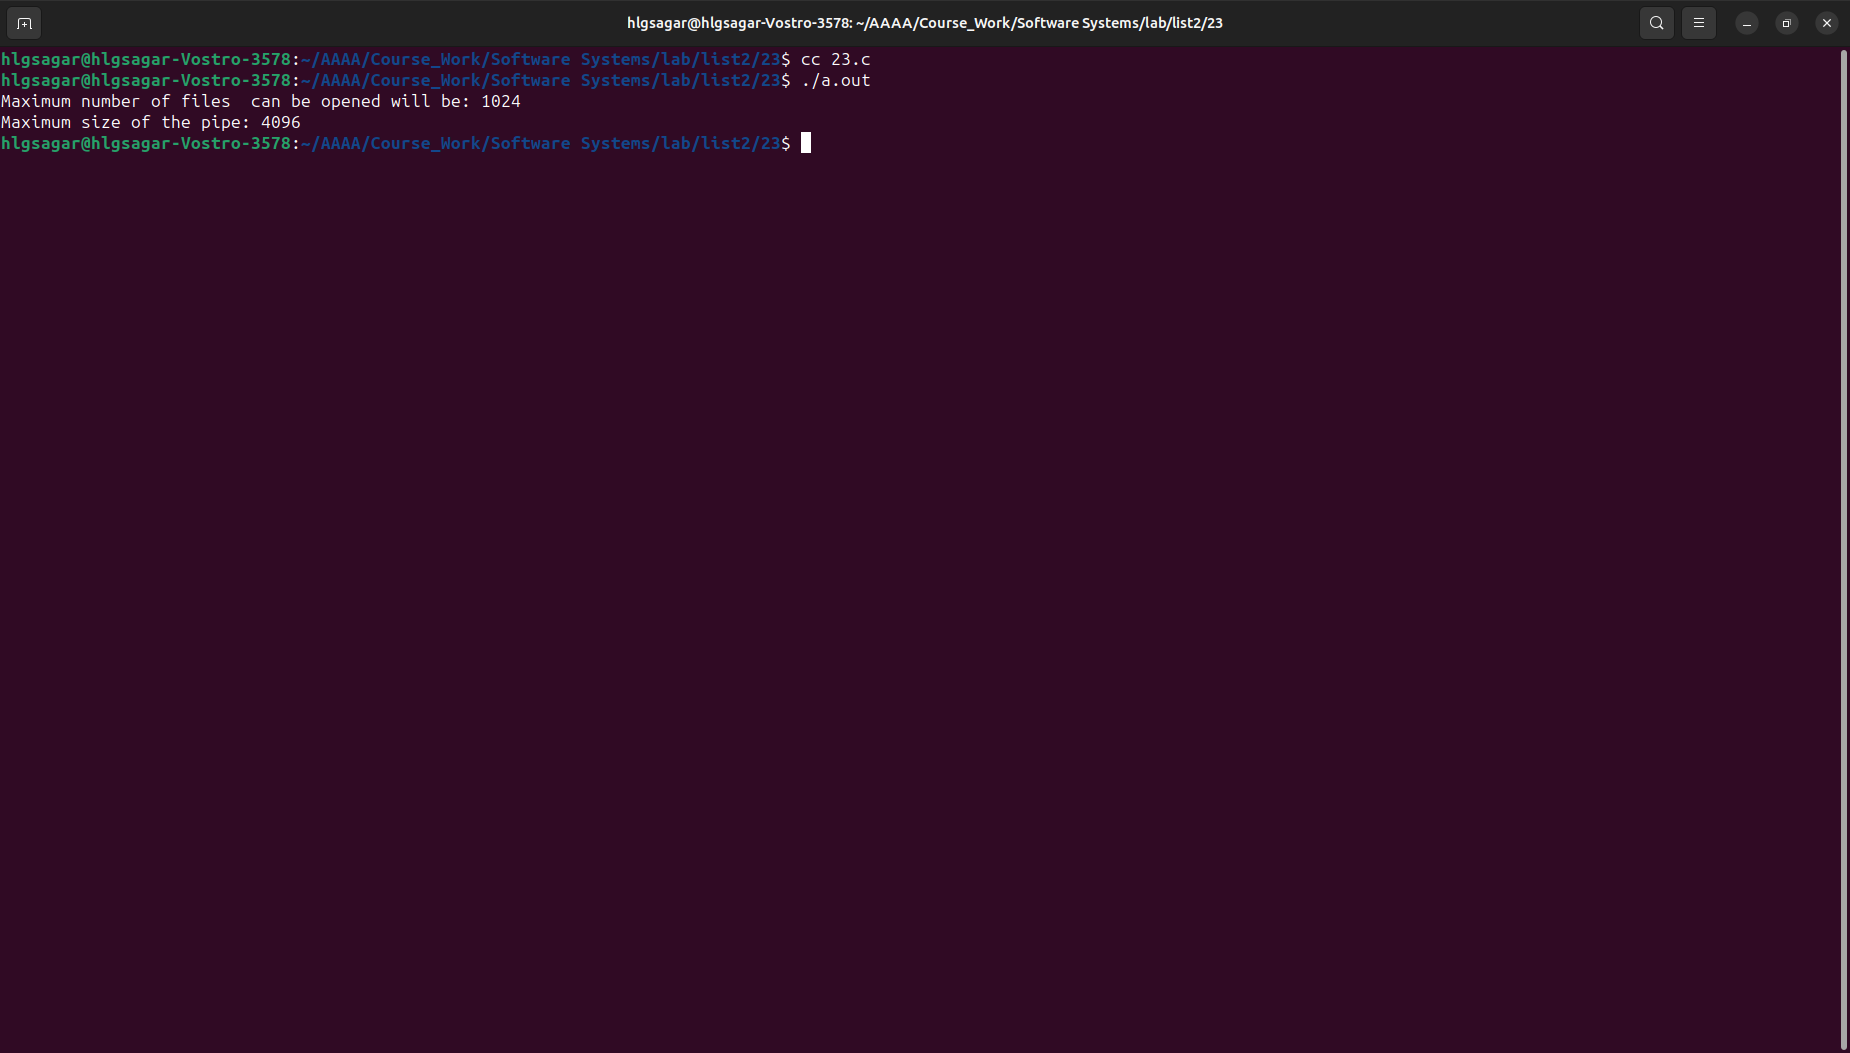 hlgsagar@hlgsagar-Vostro-3578: ~/AAAA/Course_Work/Software Systems/lab/list2/23
hlgsagar@hlgsagar-Vostro-3578:~/AAAA/Course_Work/Software Systems/lab/list2/23$ cc 23.c
hlgsagar@hlgsagar-Vostro-3578:~/AAAA/Course_Work/Software Systems/lab/list2/23$ ./a.out
Maximum number of files  can be opened will be: 1024
Maximum size of the pipe: 4096
hlgsagar@hlgsagar-Vostro-3578:~/AAAA/Course_Work/Software Systems/lab/list2/23$